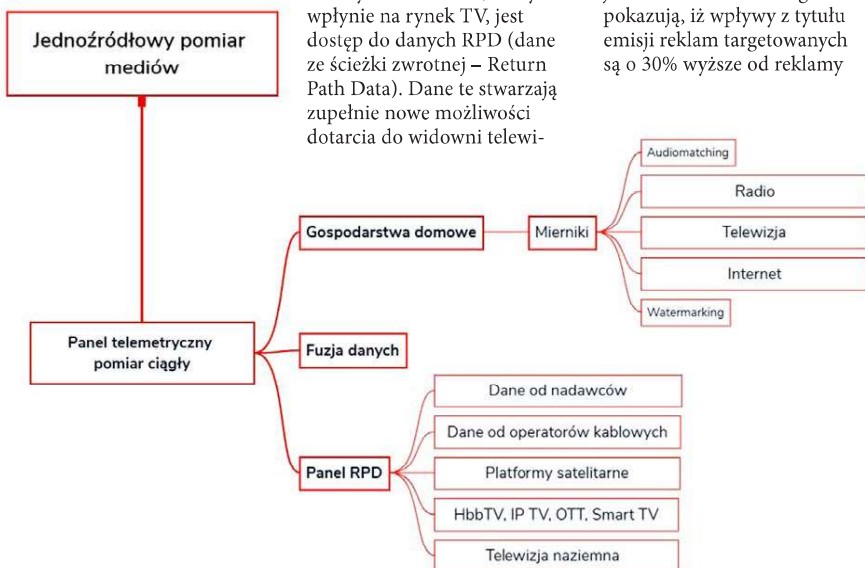 Jednoźródłowy pomiar
mediów
wpłynie na rynek TV, jest
dostęp do danych RPD (dane
ze ścieżki zwrotnej – Return
Path Data). Dane te stwarzają
zupełnie nowe możliwości
dotarcia do widowni telewi-
pokazują, iż wpływy z tytułu
emisji reklam targetowanych
są o 30% wyższe od reklamy
Panel telemetryczny
pomiar ciągły
Gospodarstwa domowe
Mierniki
Audiomatching
Radio
Telewizja
Internet
Watermarking
Fuzja danych
Panel RPD
Dane od nadawców
Dane od operatorów kablowych
Platformy satelitarne
HbbTV, IP TV, OTT, Smart TV
Telewizja naziemna